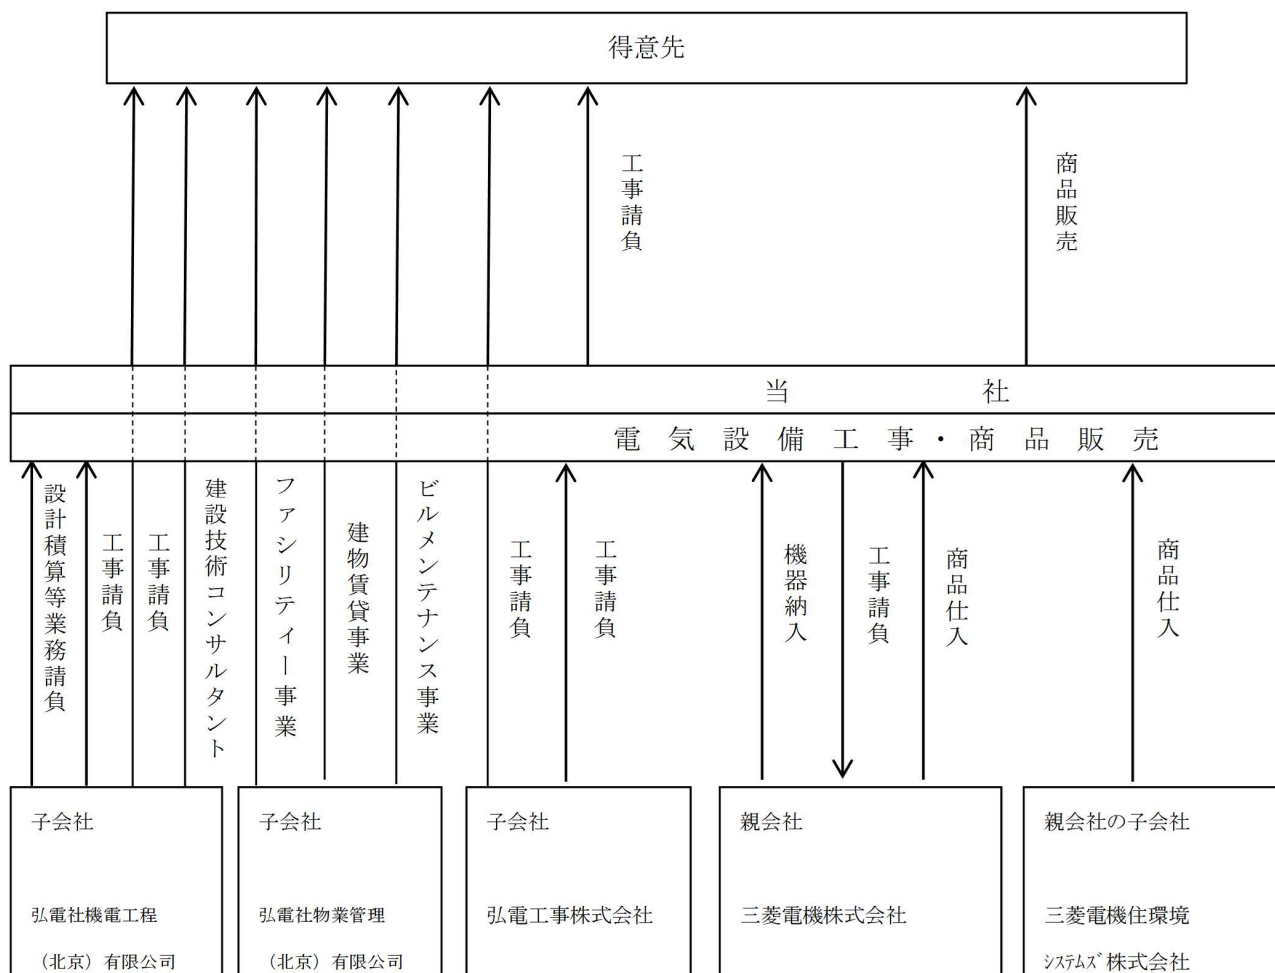 得意先
工事請負
商品販売
当社
電気設備工事・商品販売
設計積算等業務請負
工事請負
工事請負
建設技術コンサルタント
ファシリティー事業
建物賃貸事業
ビルメンテナンス事業
工事請負
工事請負
機器納入
工事請負
商品仕入
商品仕入
子会社
弘電社機電工程
（北京）有限公司
子会社
弘電社物業管理
（北京）有限公司
子会社
弘電工事株式会社
親会社
三菱電機株式会社
親会社の子会社
三菱電機住環境
ｼｽﾃﾑｽﾞ株式会社